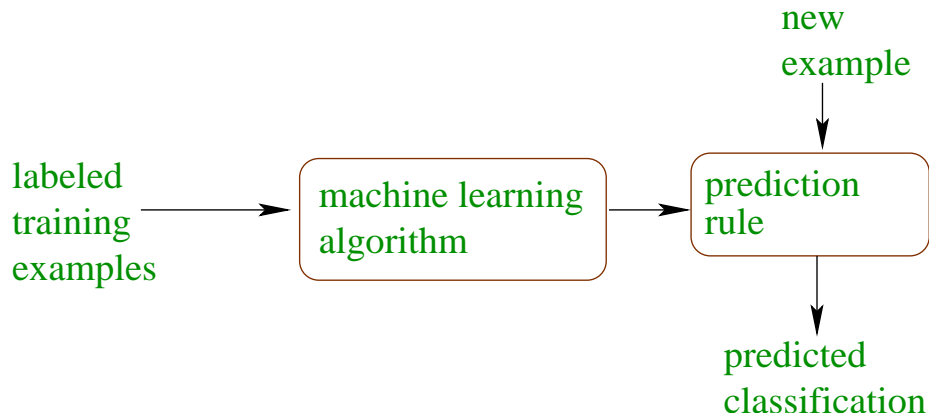 new
example
labeled
training
examples
machine learning
algorithm
prediction
rule
predicted
classification